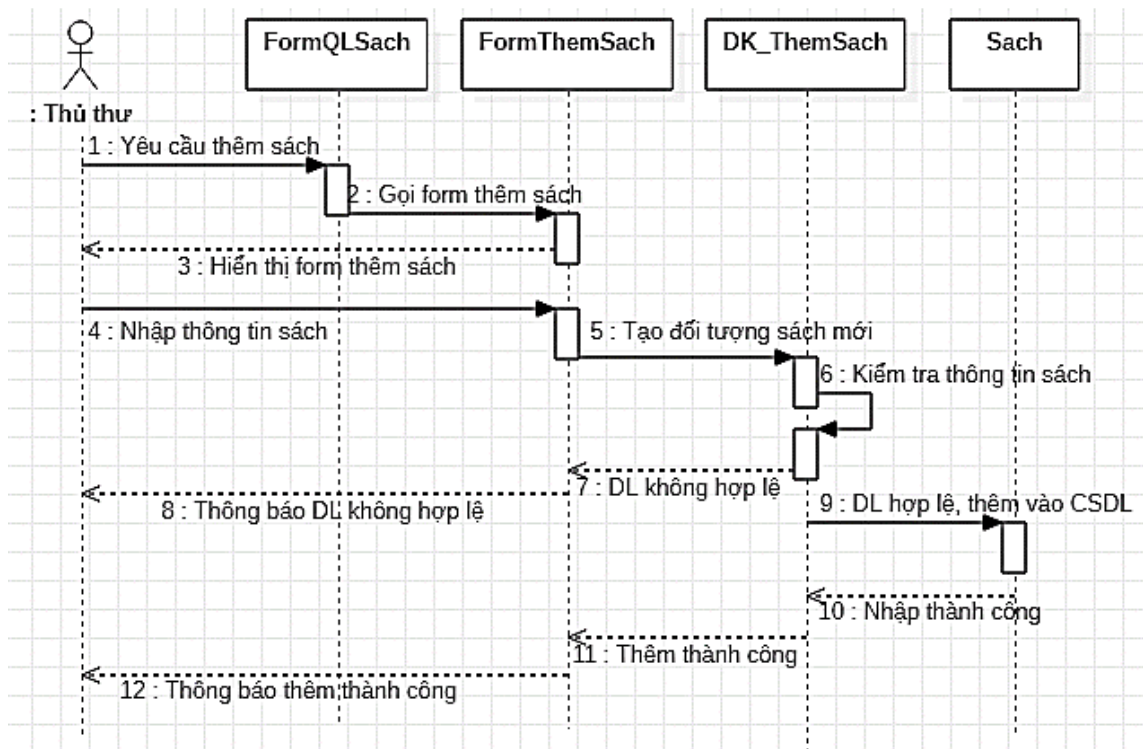 FormQLSach
FormThemSach
DK_ThemSach
Sach
: Thủ thư
1 : Yêu cầu thêm sách
2 : Gọi form thêm sách
3 : Hiển thị form thêm sách
4 : Nhập thông tin sách
5 : Tạo đối tượng sách mới
6 : Kiểm tra thông tin sách
7 : DL không hợp lệ
8 : Thông báo DL không hợp lệ
9 : DL hợp lệ, thêm vào CSDL
10 : Nhập thành công
11 : Thêm thành công
12 : Thông báo thêm thành công